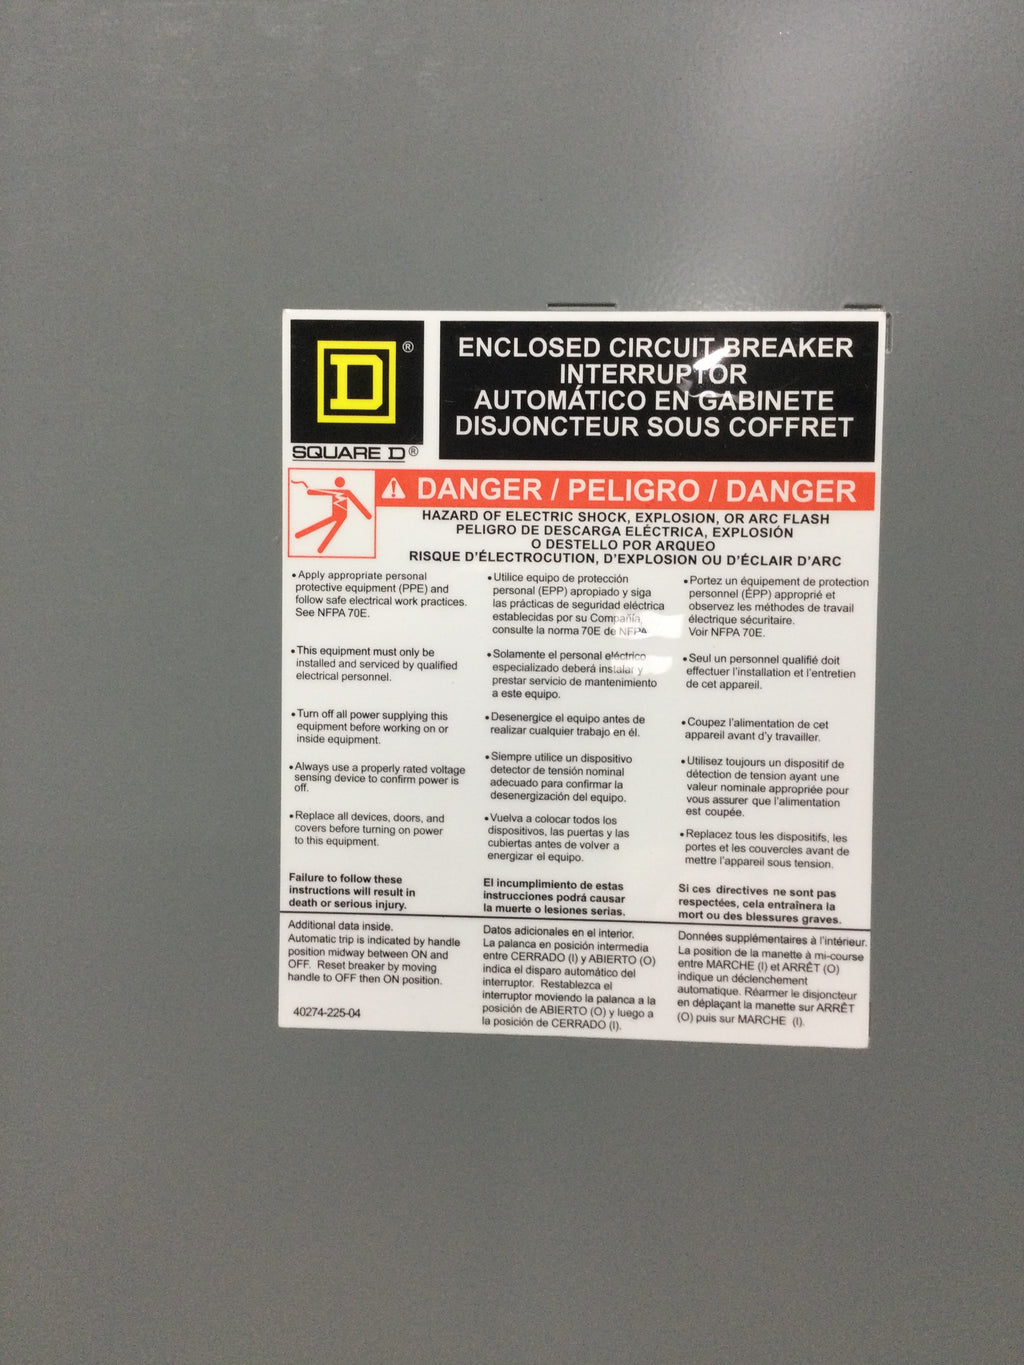 D®
SQUARE D®
ENCLOSED CIRCUIT BREAKER
INTERRUPTOR
AUTOMÁTICO EN GABINETE
DISJONCTEUR SOUS COFFRET
DANGER / PELIGRO / DANGER
HAZARD OF ELECTRIC SHOCK, EXPLOSION, OR ARC FLASH
PELIGRO DE DESCARGA ELÉCTRICA, EXPLOSIÓN
O DESTELLO POR ARQUEO
RISQUE D'ÉLECTROCUTION, D'EXPLOSION OU D'ÉCLAIR D'ARC
• Apply appropriate personal
protective equipment (PPE) and
follow safe electrical work practices.
See NFPA 70E.
• This equipment must only be
installed and serviced by qualified
electrical personnel.
• Turn off all power supplying this
equipment before working on or
inside equipment.
• Always use a properly rated voltage
sensing device to confirm power is
off.
• Replace all devices, doors, and
covers before turning on power
to this equipment.
Failure to follow these
instructions will result in
death or serious injury.
• Utilice equipo de protección
personal (EPP) apropiado y siga
las prácticas de seguridad eléctrica
establecidas por su Compañía,
consulte la norma 70E de NFPA.
• Solamente el personal eléctrico
especializado deberá instalar y
prestar servicio de mantenimiento
a este equipo.
• Desenergice el equipo antes de
realizar cualquier trabajo en él.
• Siempre utilice un dispositivo
detector de tensión nominal
adecuado para confirmar la
desenergización del equipo.
• Vuelva a colocar todos los
dispositivos, las puertas y las
cubiertas antes de volver a
energizar el equipo.
El incumplimiento de estas
instrucciones podrá causar
la muerte o lesiones serias.
• Portez un équipement de protection
personnel (ÉPP) approprié et
observez les méthodes de travail
électrique sécuritaire.
Voir NFPA 70E.
• Seul un personnel qualifié doit
effectuer l'installation et l'entretien
de cet appareil.
• Coupez l'alimentation de cet
appareil avant d'y travailler.
• Utilisez toujours un dispositif de
détection de tension ayant une
valeur nominale appropriée pour
vous assurer que l'alimentation
est coupée.
• Replacez tous les dispositifs, les
portes et les couvercles avant de
mettre l'appareil sous tension.
Si ces directives ne sont pas
respectées, cela entraînera la
mort ou des blessures graves.
Additional data inside.
Automatic trip is indicated by handle
position midway between ON and
OFF. Reset breaker by moving
handle to OFF then ON position.
40274-225-04
Datos adicionales en el interior.
La palanca en posición intermedia
entre CERRADO (I) y ABIERTO (O)
indica el disparo automático del
interruptor. Restablezca el
interruptor moviendo la palanca a la
posición de ABIERTO (O) y luego a
la posición de CERRADO (I).
Données supplémentaires à l'intérieur.
La position de la manette à mi-course
entre MARCHE (I) et ARRÊT (O)
indique un déclenchement
automatique. Réarmer le disjoncteur
en déplaçant la manette sur ARRÊT
(O) puis sur MARCHE (I).